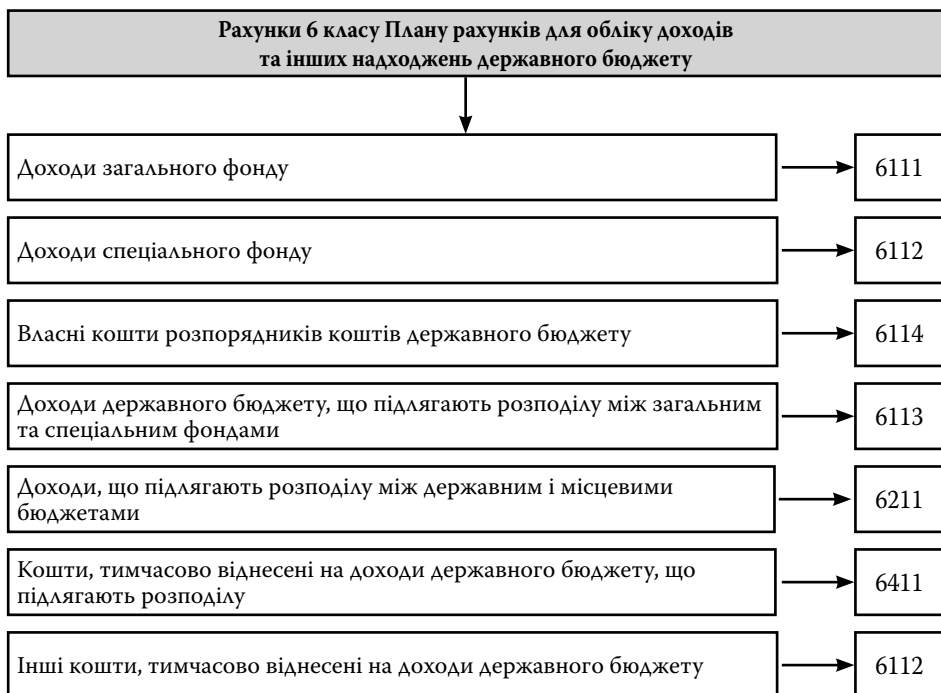 Рахунки 6 класу Плану рахунків для обліку доходів
та інших надходжень державного бюджету
Доходи загального фонду
6111
Доходи спеціального фонду
6112
Власні кошти розпорядників коштів державного бюджету
6114
Доходи державного бюджету, що підлягають розподілу між загальним
та спеціальним фондами
6113
Доходи, що підлягають розподілу між державним і місцевими
бюджетами
6211
Кошти, тимчасово віднесені на доходи державного бюджету, що
підлягають розподілу
6411
Інші кошти, тимчасово віднесені на доходи державного бюджету
6112